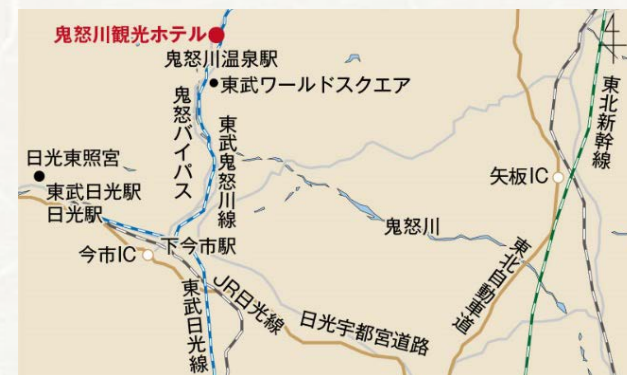 鬼怒川観光ホテル
鬼怒川温泉駅
東武ワールドスクエア
鬼怒バイパス
東武鬼怒川線
東北新幹線
日光東照宮
東武日光駅
日光駅
矢板IC
鬼怒川
今市IC
下今市駅
東武日光線
JR日光線
日光宇都宮道路
東北自動車道